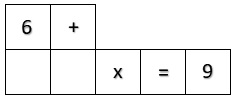 6 +
x = 9